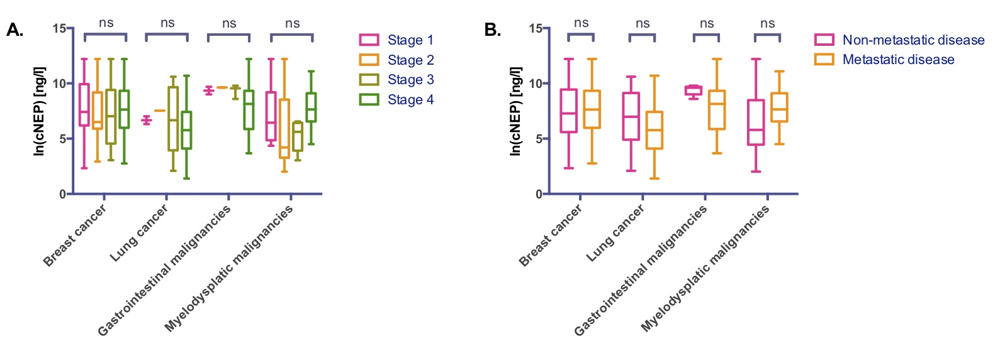 A.
ns ns ns ns
15
10
5
0
ln(cNEP) [ng/l]
Breast cancer
Lung cancer
Gastrointestinal malignancies
Myelodysplatic malignancies
Stage 1
Stage 2
Stage 3
Stage 4
B.
ns ns ns ns
15
10
5
0
ln(cNEP) [ng/l]
Breast cancer
Lung cancer
Gastrointestinal malignancies
Myelodysplatic malignancies
Non-metastatic disease
Metastatic disease